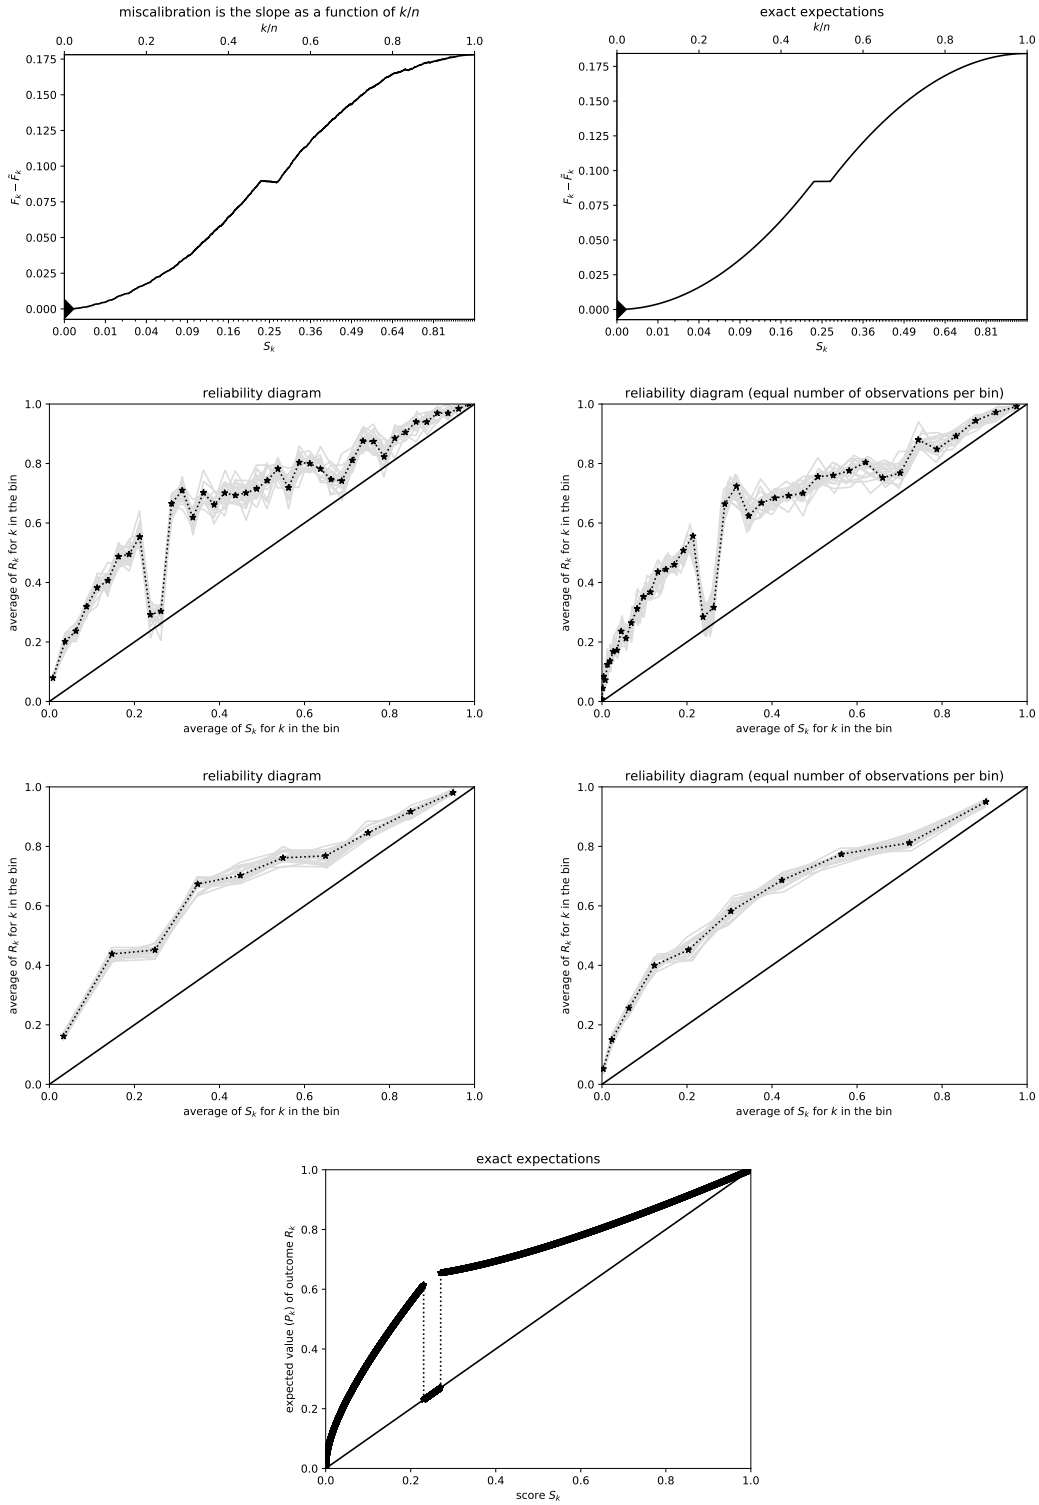 miscalibration is the slope as a function of k/n
k/n
0.0 0.2 0.4 0.6 0.8 1.0
0.175
0.150
0.125
0.100
0.075
0.050
0.025
0.000
F_k − F̃_k
0.00 0.01 0.04 0.09 0.16 0.25 0.36 0.49 0.64 0.81
S_k
exact expectations
k/n
0.0 0.2 0.4 0.6 0.8 1.0
0.175
0.150
0.125
0.100
0.075
0.050
0.025
0.000
F_k − F̃_k
0.00 0.01 0.04 0.09 0.16 0.25 0.36 0.49 0.64 0.81
S_k
reliability diagram
1.0
0.8
0.6
0.4
0.2
0.0
average of R_k for k in the bin
0.0 0.2 0.4 0.6 0.8 1.0
average of S_k for k in the bin
reliability diagram (equal number of observations per bin)
1.0
0.8
0.6
0.4
0.2
0.0
average of R_k for k in the bin
0.0 0.2 0.4 0.6 0.8 1.0
average of S_k for k in the bin
reliability diagram
1.0
0.8
0.6
0.4
0.2
0.0
average of R_k for k in the bin
0.0 0.2 0.4 0.6 0.8 1.0
average of S_k for k in the bin
reliability diagram (equal number of observations per bin)
1.0
0.8
0.6
0.4
0.2
0.0
average of R_k for k in the bin
0.0 0.2 0.4 0.6 0.8 1.0
average of S_k for k in the bin
exact expectations
1.0
0.8
0.6
0.4
0.2
0.0
expected value (P_k) of outcome R_k
0.0 0.2 0.4 0.6 0.8 1.0
score S_k